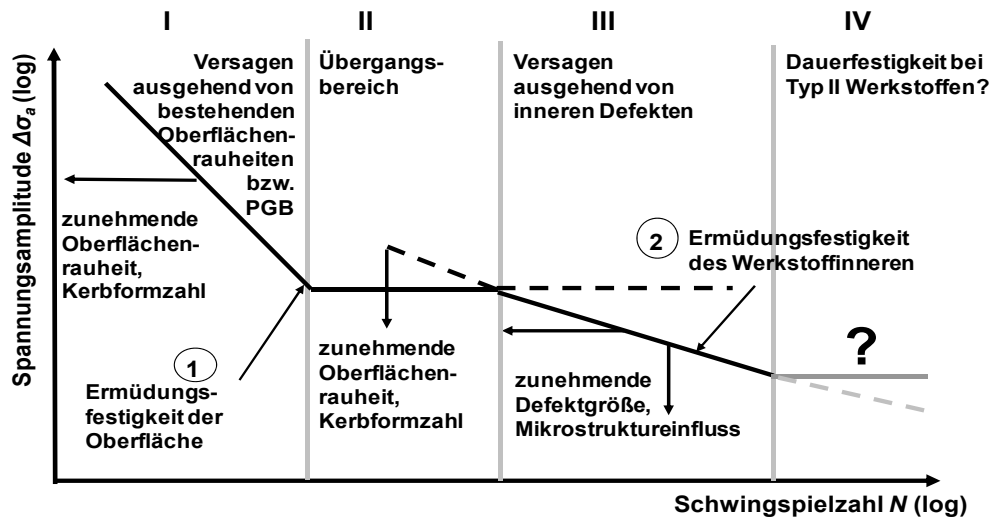 I
II
III
IV
Versagen
ausgehend von
bestehenden
Oberflächen-
rauheiten
bzw.
PGB
Übergangs-
bereich
Versagen
ausgehend von
inneren Defekten
Dauerfestigkeit bei
Typ II Werkstoffen?
Spannungsamplitude Δσa (log)
zunehmende
Oberflächen-
rauheit,
Kerbformzahl
1
Ermüdungs-
festigkeit der
Oberfläche
zunehmende
Oberflächen-
rauheit,
Kerbformzahl
2
Ermüdungsfestigkeit
des Werkstoffinneren
zunehmende
Defektgröße,
Mikrostruktureinfluss
?
Schwingspielzahl N (log)